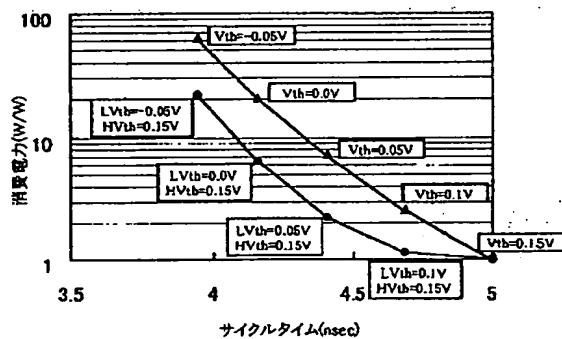 100
10
1
消費電力(W/W)
Vth=-0.05V
Vth=0.0V
Vth=0.05V
Vth=0.1V
Vth=0.15V
LVth=-0.05V
HVth=0.15V
LVth=0.0V
HVth=0.15V
LVth=0.05V
HVth=0.15V
LVth=0.1V
HVth=0.15V
3.5
4
4.5
5
サイクルタイム(nsec)